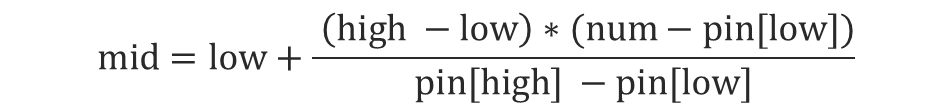 mid = low + (high − low) * (num − pin[low]) / pin[high] − pin[low]